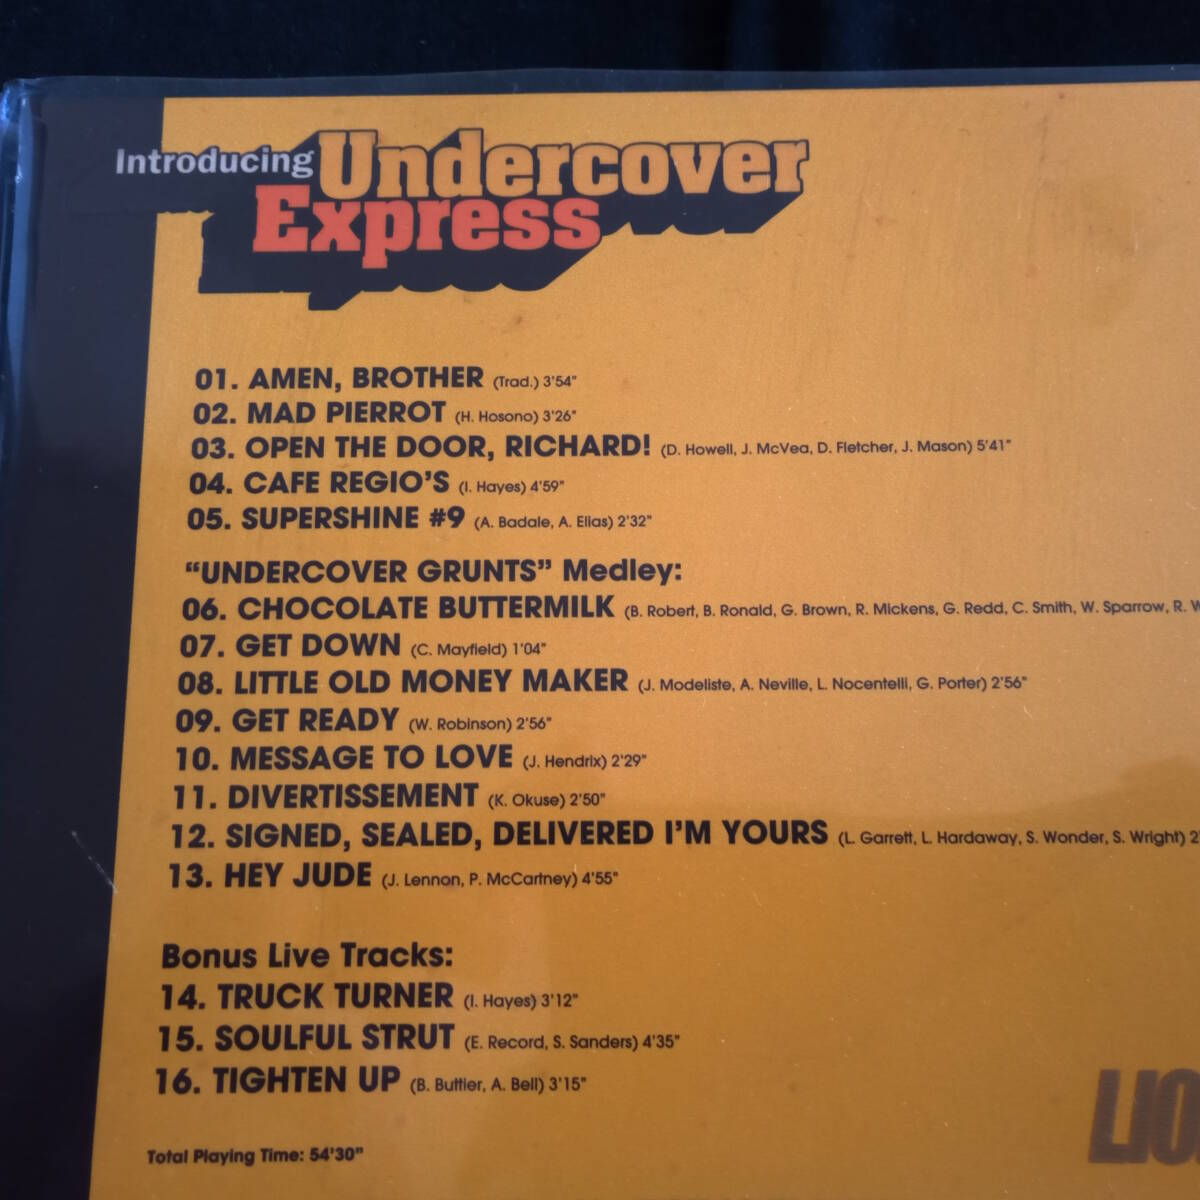 Introducing Undercover
Express
01. AMEN, BROTHER (Trad.) 3'54"
02. MAD PIERROT (H. Hosono) 3'26"
03. OPEN THE DOOR, RICHARD! (D. Howell, J. McVea, D. Fletcher, J. Mason) 5'41"
04. CAFE REGIO'S (I. Hayes) 4'59"
05. SUPERSHINE #9 (A. Badale, A. Elias) 2'32"
“UNDERCOVER GRUNTS” Medley:
06. CHOCOLATE BUTTERMILK (B. Robert, B. Ronald, G. Brown, R. Mickens, G. Redd, C. Smith, W. Sparrow, R.
07. GET DOWN (C. Mayfield) 1'04"
08. LITTLE OLD MONEY MAKER (J. Modeliste, A. Neville, L. Nocentelli, G. Porter) 2'56"
09. GET READY (W. Robinson) 2'56"
10. MESSAGE TO LOVE (J. Hendrix) 2'29"
11. DIVERTISSEMENT (K. Okuse) 2'50"
12. SIGNED, SEALED, DELIVERED I'M YOURS (L. Garrett, L. Hardaway, S. Wonder, S. Wright)
13. HEY JUDE (J. Lennon, P. McCartney) 4'55"
Bonus Live Tracks:
14. TRUCK TURNER (I. Hayes) 3'12"
15. SOULFUL STRUT (E. Record, S. Sanders) 4'35"
16. TIGHTEN UP (B. Buttier, A. Bell) 3'15"
Total Playing Time: 54'30"